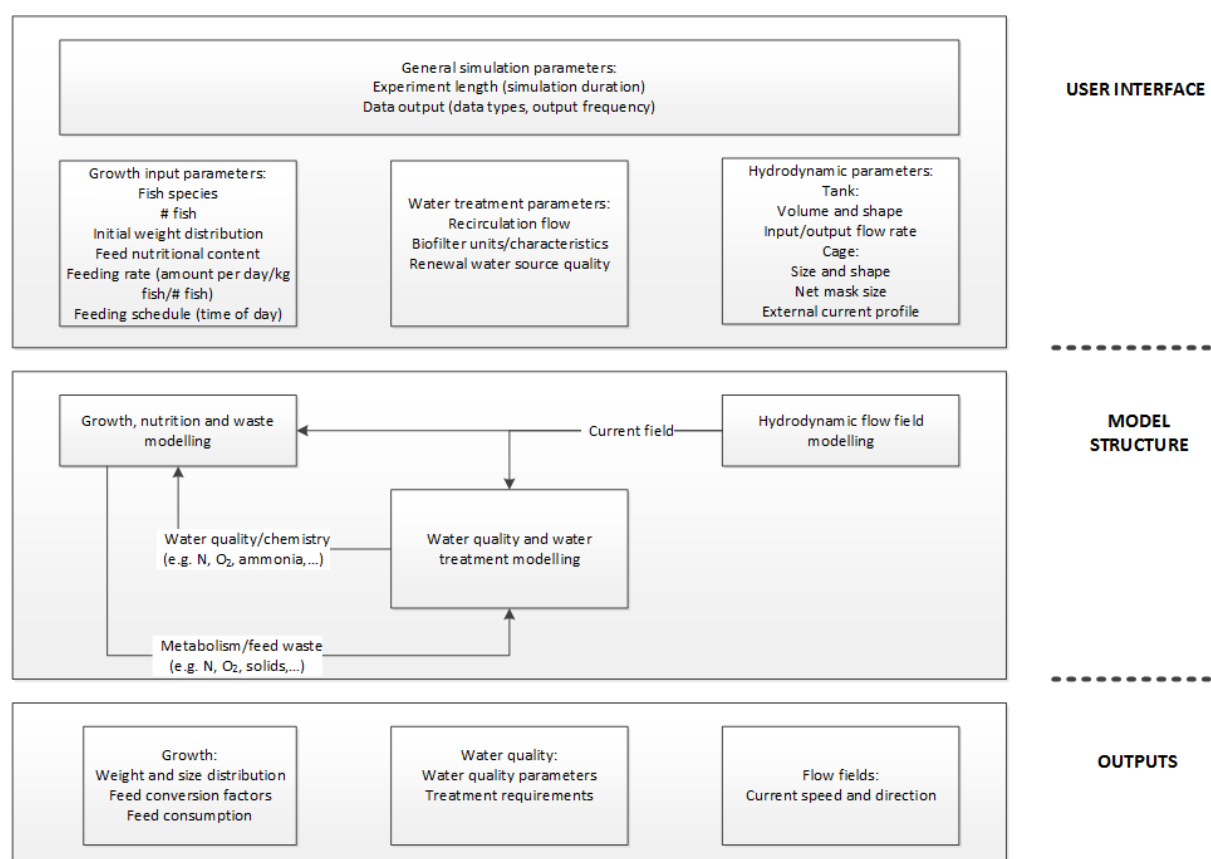 General simulation parameters:
Experiment length (simulation duration)
Data output (data types, output frequency)
USER INTERFACE
Growth input parameters:
Fish species
# fish
Initial weight distribution
Feed nutritional content
Feeding rate (amount per day/kg
fish/# fish)
Feeding schedule (time of day)
Water treatment parameters:
Recirculation flow
Biofilter units/characteristics
Renewal water source quality
Hydrodynamic parameters:
Tank:
Volume and shape
Input/output flow rate
Cage:
Size and shape
Net mask size
External current profile
Growth, nutrition and waste
modelling
Current field
Hydrodynamic flow field
modelling
MODEL
STRUCTURE
Water quality/chemistry
(e.g. N, O₂, ammonia,...)
Water quality and water
treatment modelling
Metabolism/feed waste
(e.g. N, O₂, solids,...)
Growth:
Weight and size distribution
Feed conversion factors
Feed consumption
Water quality:
Water quality parameters
Treatment requirements
Flow fields:
Current speed and direction
OUTPUTS